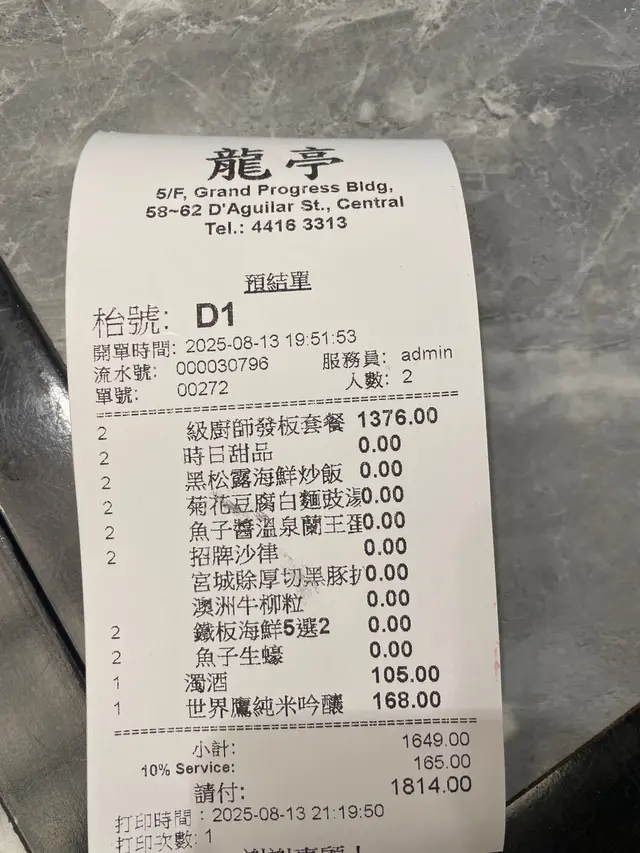 龍亭
5/F, Grand Progress Bldg,
58~62 D'Aguilar St., Central
Tel.: 4416 3313
預結單
枱號: D1
開單時間: 2025-08-13 19:51:53
流水號: 000030796 服務員: admin
單號: 00272 人數: 2
2 級廚師發板套餐 1376.00
2 時日甜品 0.00
2 黑松露海鮮炒飯 0.00
2 菊花豆腐白麵豉湯 0.00
2 魚子醬溫泉蘭王蛋 0.00
2 招牌沙律 0.00
宮城賒厚切黑豚扒 0.00
澳洲牛柳粒 0.00
2 鐵板海鮮5選2 0.00
2 魚子生蠔 0.00
1 濁酒 105.00
1 世界鷹純米吟釀 168.00
小計: 1649.00
10% Service: 165.00
請付: 1814.00
打印時間：2025-08-13 21:19:50
打印次數: 1